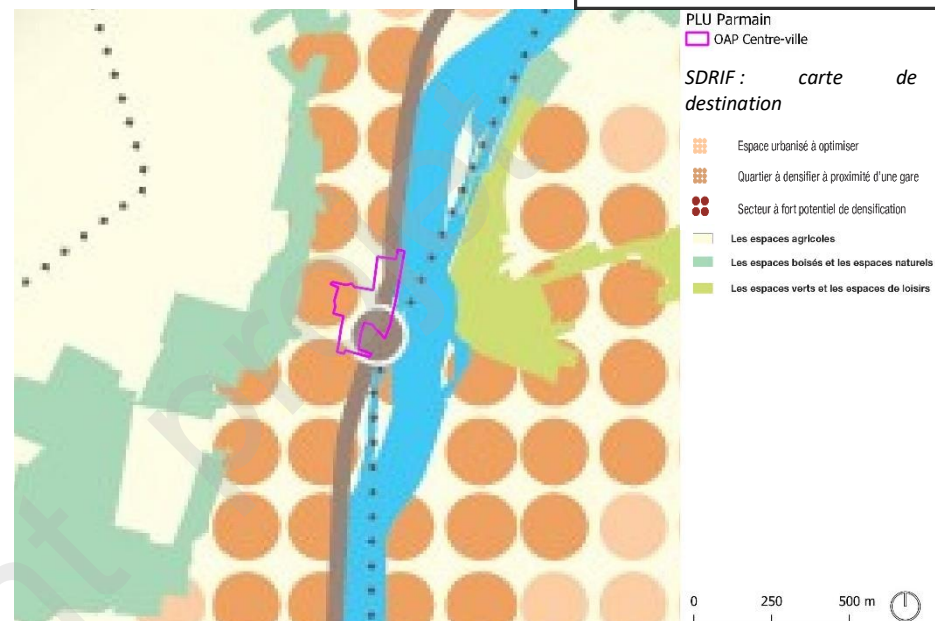 PLU Parmain
OAP Centre-ville
SDRIF : carte de
destination
Espace urbanisé à optimiser
Quartier à densifier à proximité d'une gare
Secteur à fort potentiel de densification
Les espaces agricoles
Les espaces boisés et les espaces naturels
Les espaces verts et les espaces de loisirs
0 250 500 m